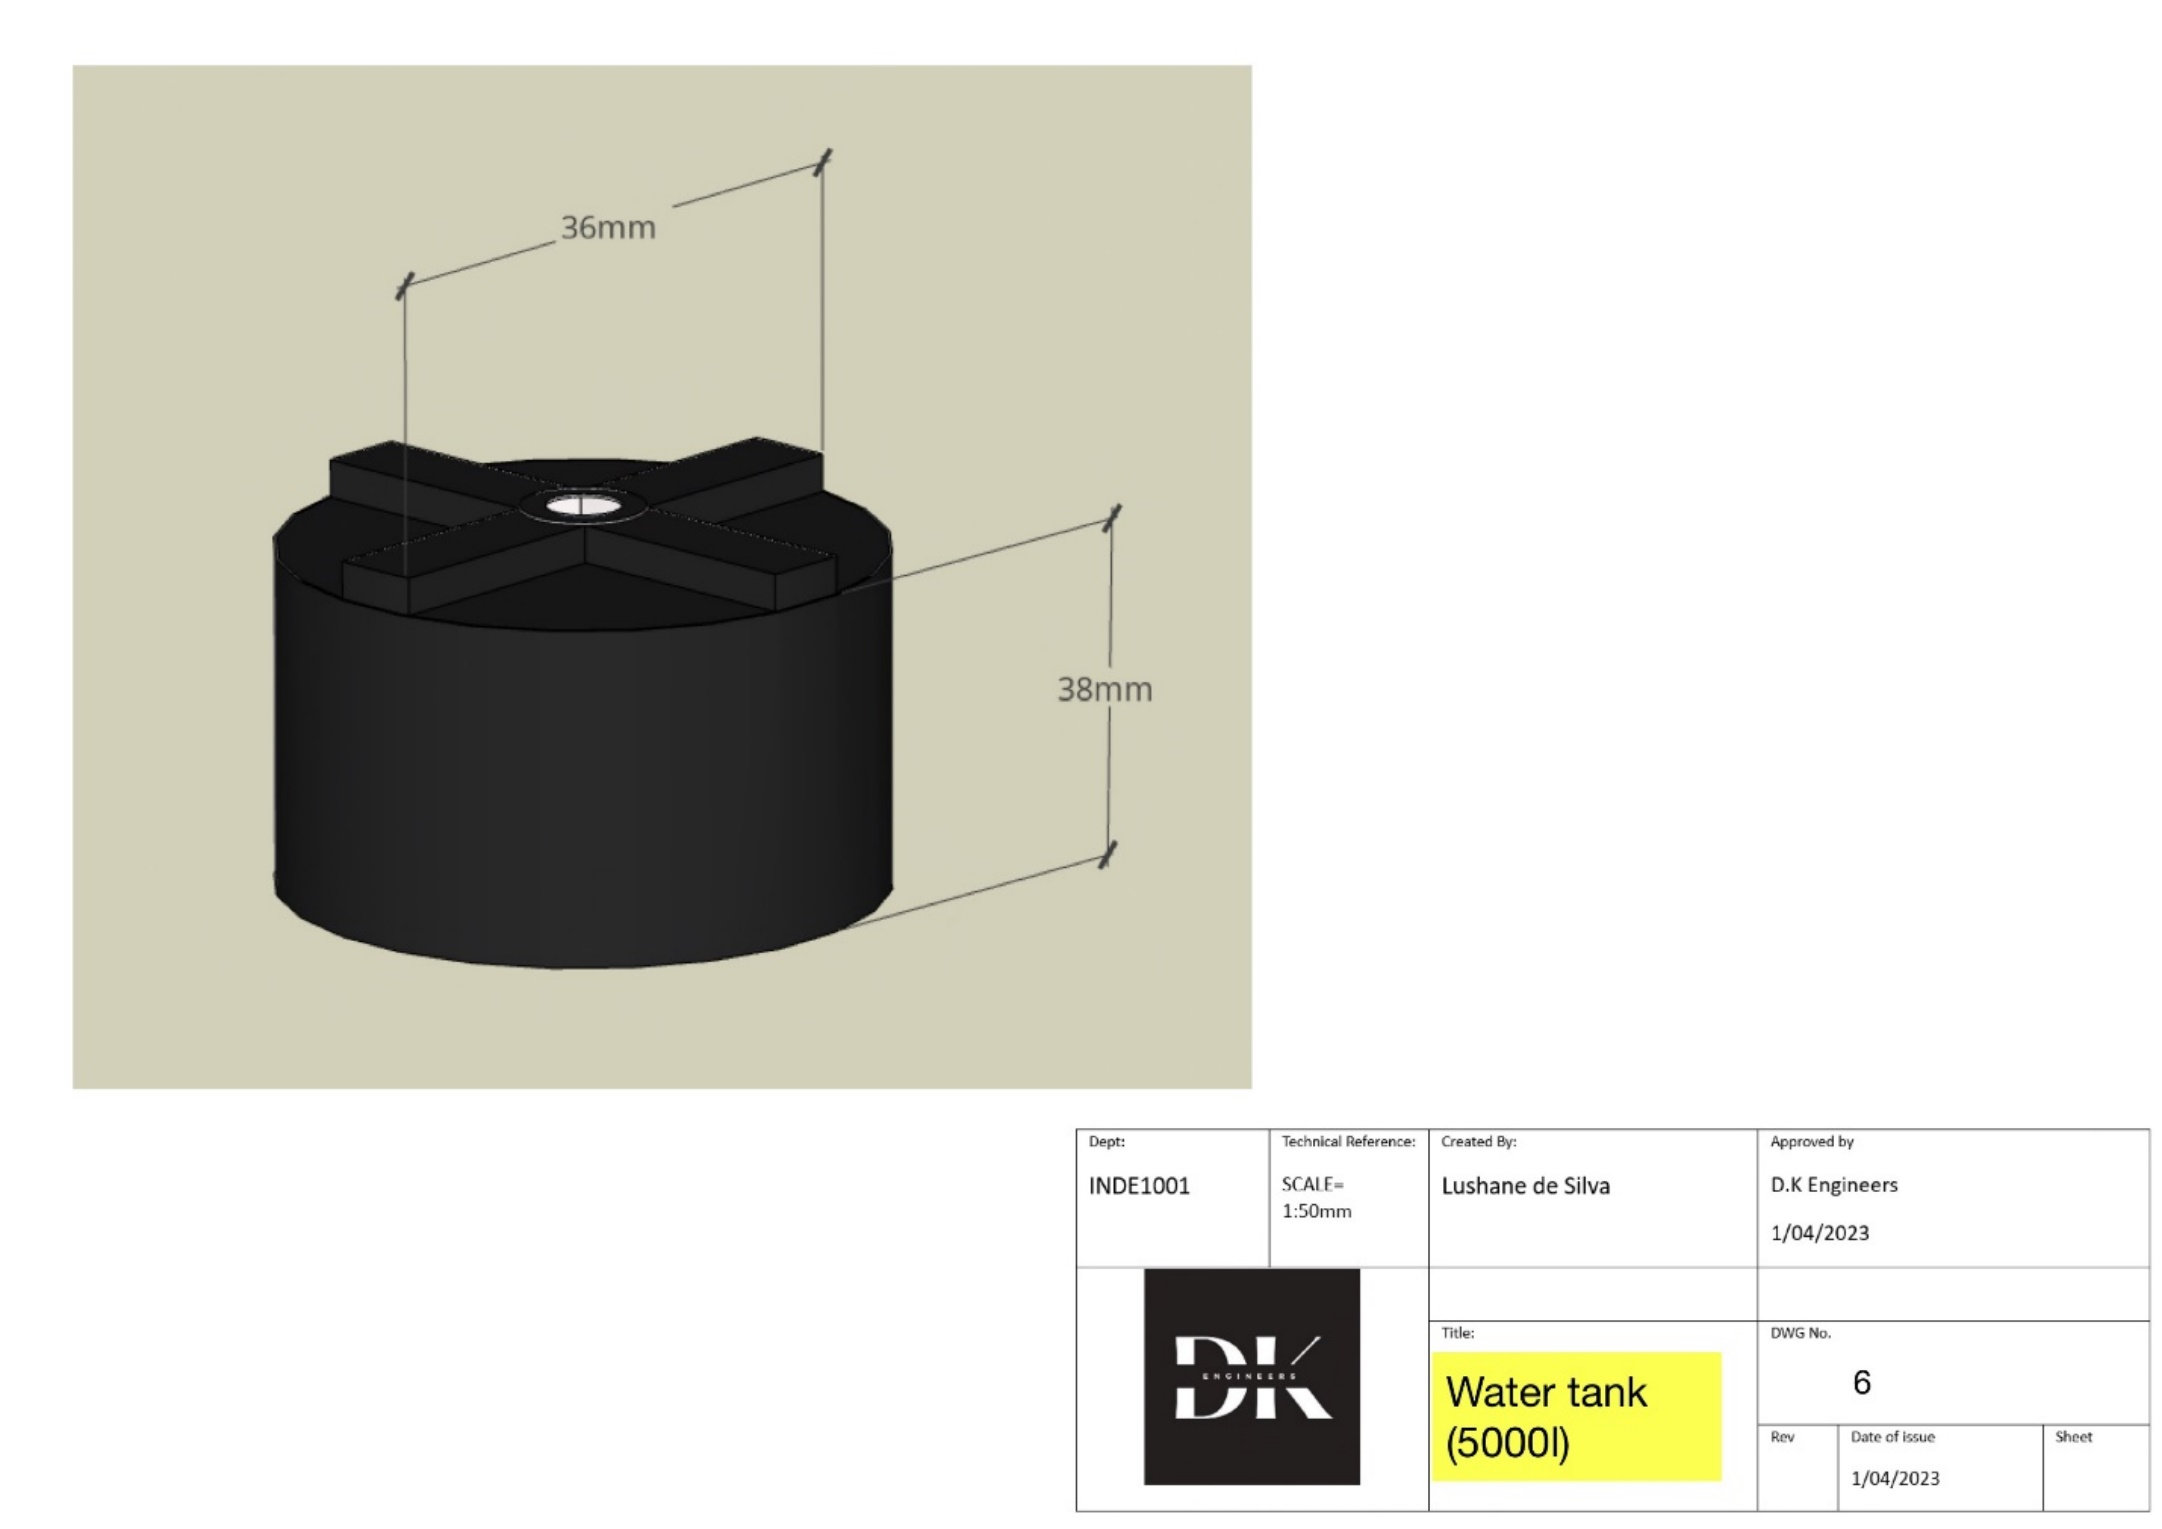 36mm
38mm
Dept:
INDE1001
Technical Reference:
SCALE=
1:50mm
Created By:
Lushane de Silva
Approved by
D.K Engineers
1/04/2023
DK
ENGINEERS
Title:
Water tank
(5000l)
DWG No.
6
Rev
Date of issue
1/04/2023
Sheet